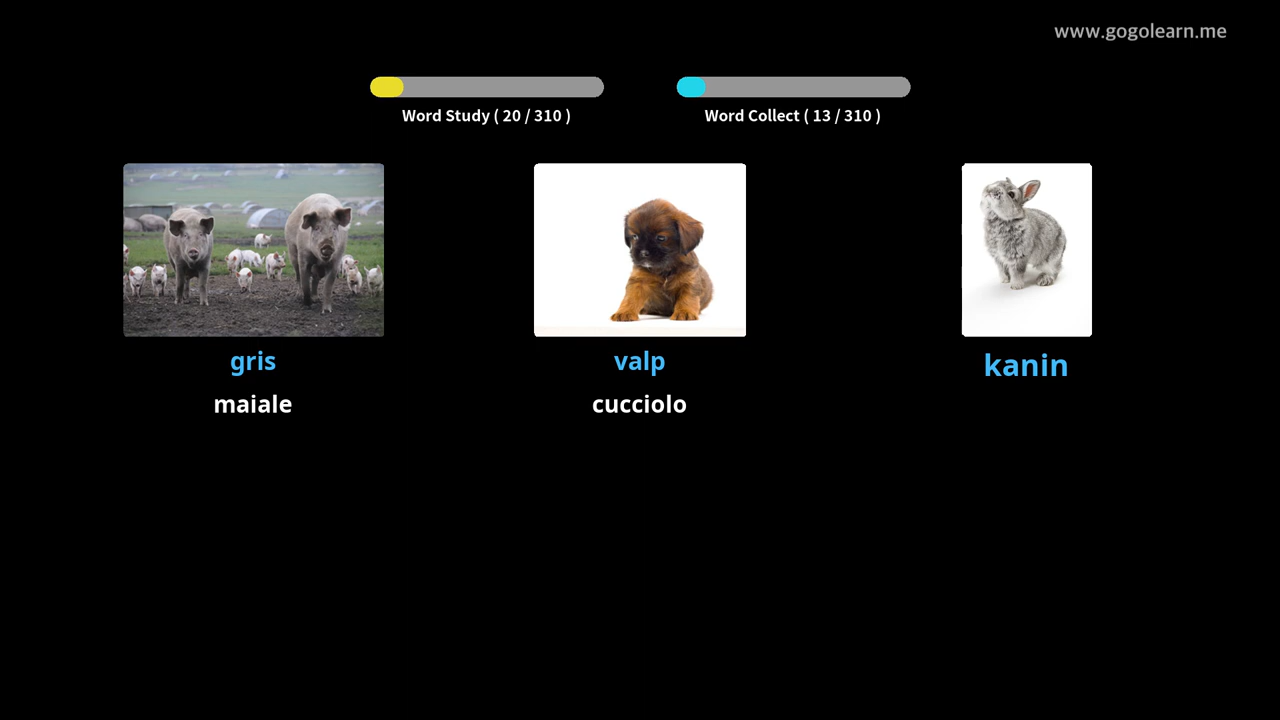 www.gogolearn.me
Word Study ( 20 / 310 )
Word Collect ( 13 / 310 )
gris
valp
kanin
maiale
cucciolo